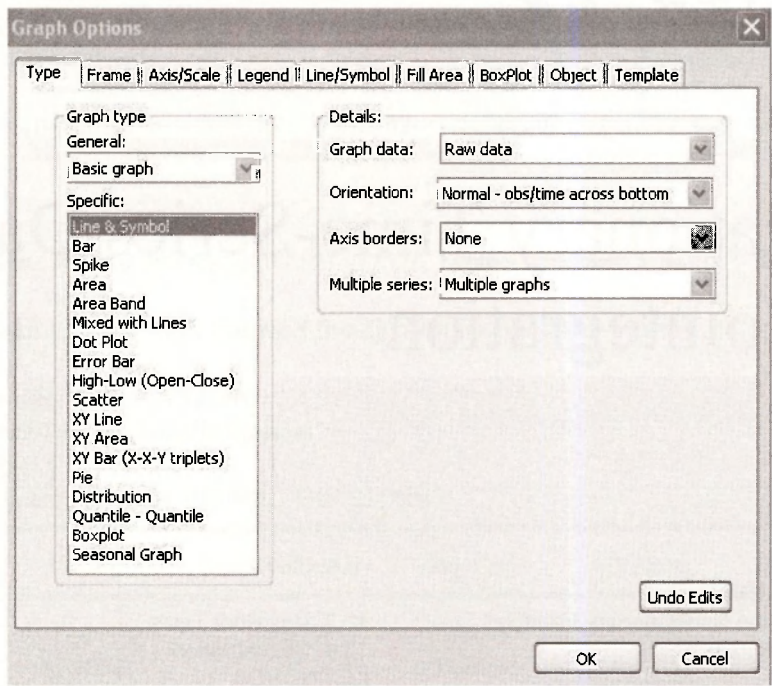 Graph Options
Type Frame Axis/Scale Legend Line/Symbol Fill Area BoxPlot Object Template
Graph type
General:
Basic graph
Specific:
Line & Symbol
Bar
Spike
Area
Area Band
Mixed with Lines
Dot Plot
Error Bar
High-Low (Open-Close)
Scatter
XY Line
XY Area
XY Bar (X-X-Y triplets)
Pie
Distribution
Quantile - Quantile
Boxplot
Seasonal Graph
Details:
Graph data: Raw data
Orientation: Normal - obs/time across bottom
Axis borders: None
Multiple series: Multiple graphs
Undo Edits
OK Cancel